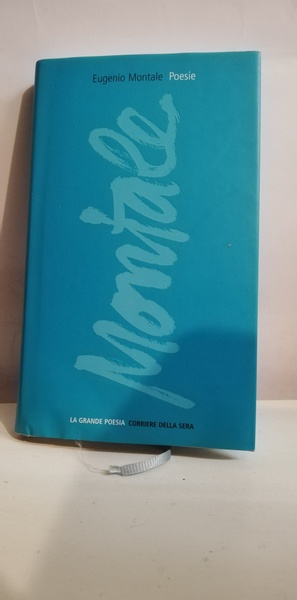 Eugenio Montale Poesie
Montale
LA GRANDE POESIA CORRIERE DELLA SERA